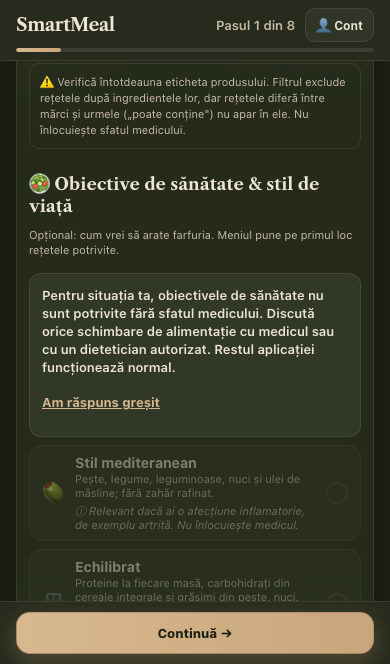 SmartMeal
Pasul 1 din 8
Cont
Verifică întotdeauna eticheta produsului. Filtrul exclude
rețetele după ingredientele lor, dar rețetele diferă între
mărci și urmele („poate conține") nu apar în ele. Nu
înlocuiește sfatul medicului.
Obiective de sănătate & stil de
viață
Opțional: cum vrei să arate farfuria. Meniul pune pe primul loc
rețetele potrivite.
Pentru situația ta, obiectivele de sănătate nu
sunt potrivite fără sfatul medicului. Discută
orice schimbare de alimentație cu medicul sau
cu un dietetician autorizat. Restul aplicației
funcționează normal.
Am răspuns greșit
Stil mediteranean
Pește, legume, leguminoase, nuci și ulei de
măsline; fără zahăr rafinat.
ⓘ Relevant dacă ai o afecțiune inflamatorie,
de exemplu artrită. Nu înlocuiește medicul.
Echilibrat
Proteine la fiecare masă, carbohidrați din
cereale integrale și grăsimi din pește, nuci,
Continuă →